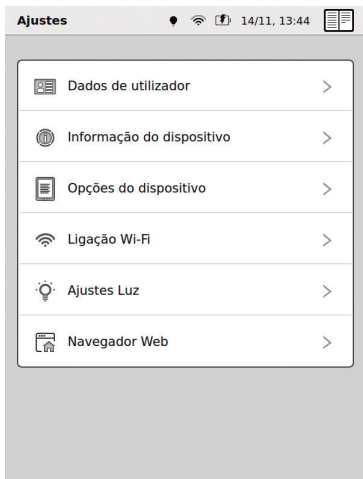 Ajustes 14/11, 13:44
Dados de utilizador
Informação do dispositivo
Opções do dispositivo
Ligação Wi-Fi
Ajustes Luz
Navegador Web